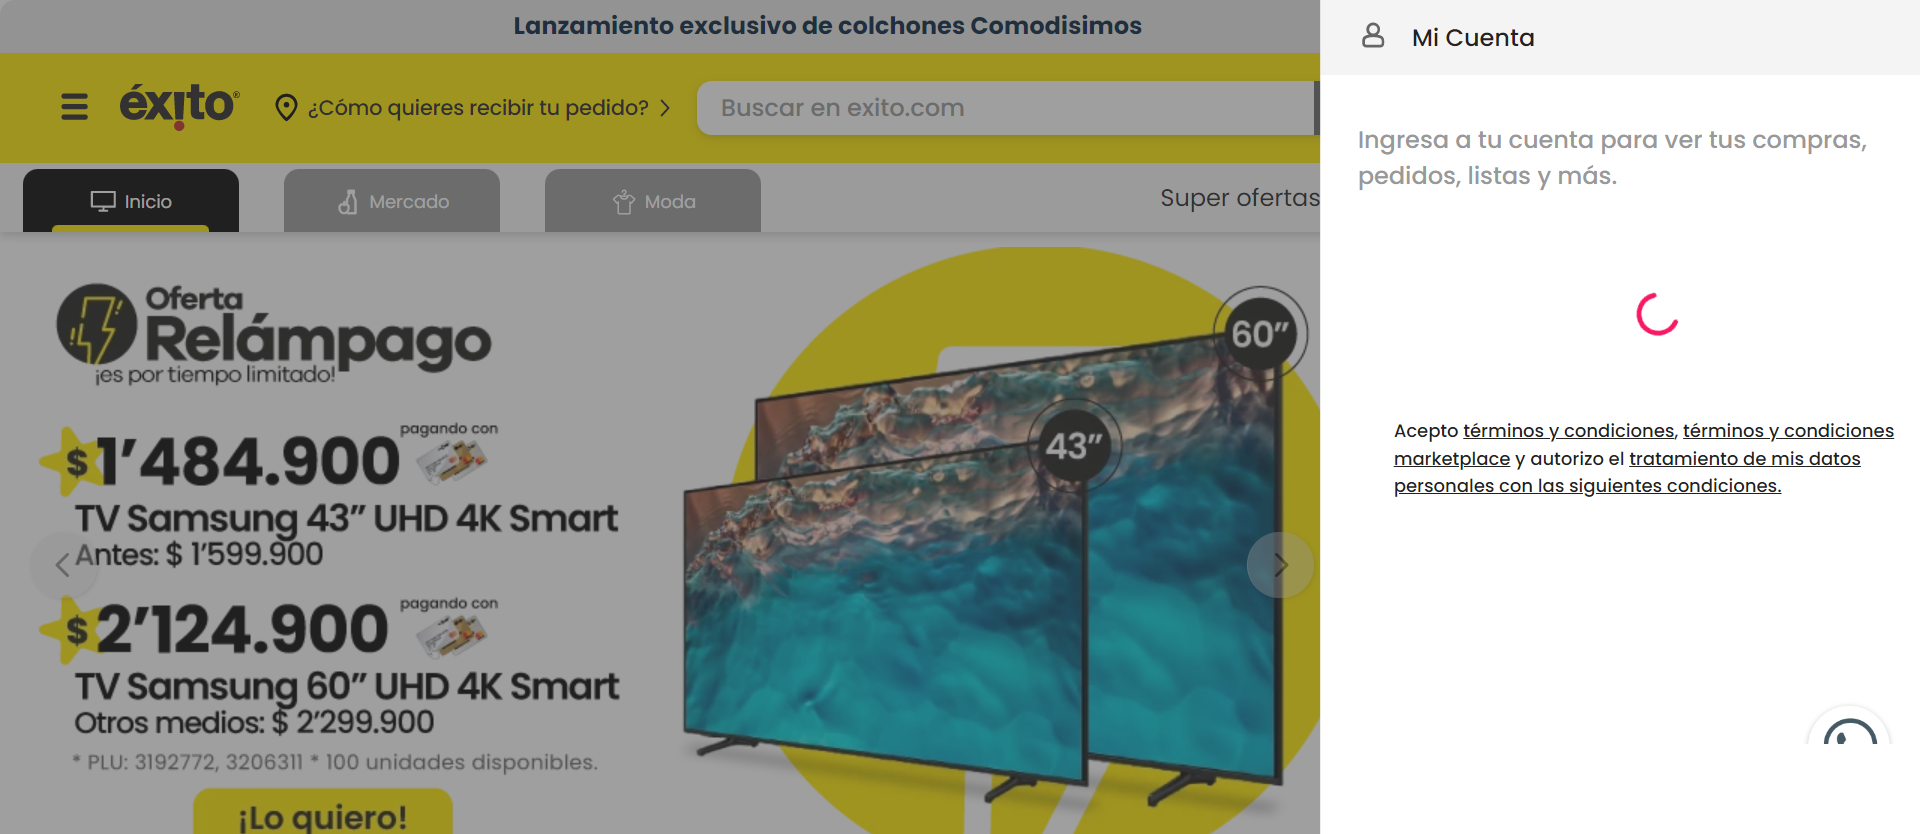 Lanzamiento exclusivo de colchones Comodisimos
éxito®
¿Cómo quieres recibir tu pedido?
Buscar en exito.com
Inicio
Mercado
Moda
Super ofertas
Oferta
Relámpago
¡es por tiempo limitado!
$ 1’484.900
pagando con
TV Samsung 43” UHD 4K Smart
Antes: $ 1’599.900
$ 2’124.900
pagando con
TV Samsung 60” UHD 4K Smart
Otros medios: $ 2’299.900
* PLU: 3192772, 3206311 * 100 unidades disponibles.
¡Lo quiero!
60”
43”
Mi Cuenta
Ingresa a tu cuenta para ver tus compras,
pedidos, listas y más.
Acepto términos y condiciones, términos y condiciones
marketplace y autorizo el tratamiento de mis datos
personales con las siguientes condiciones.